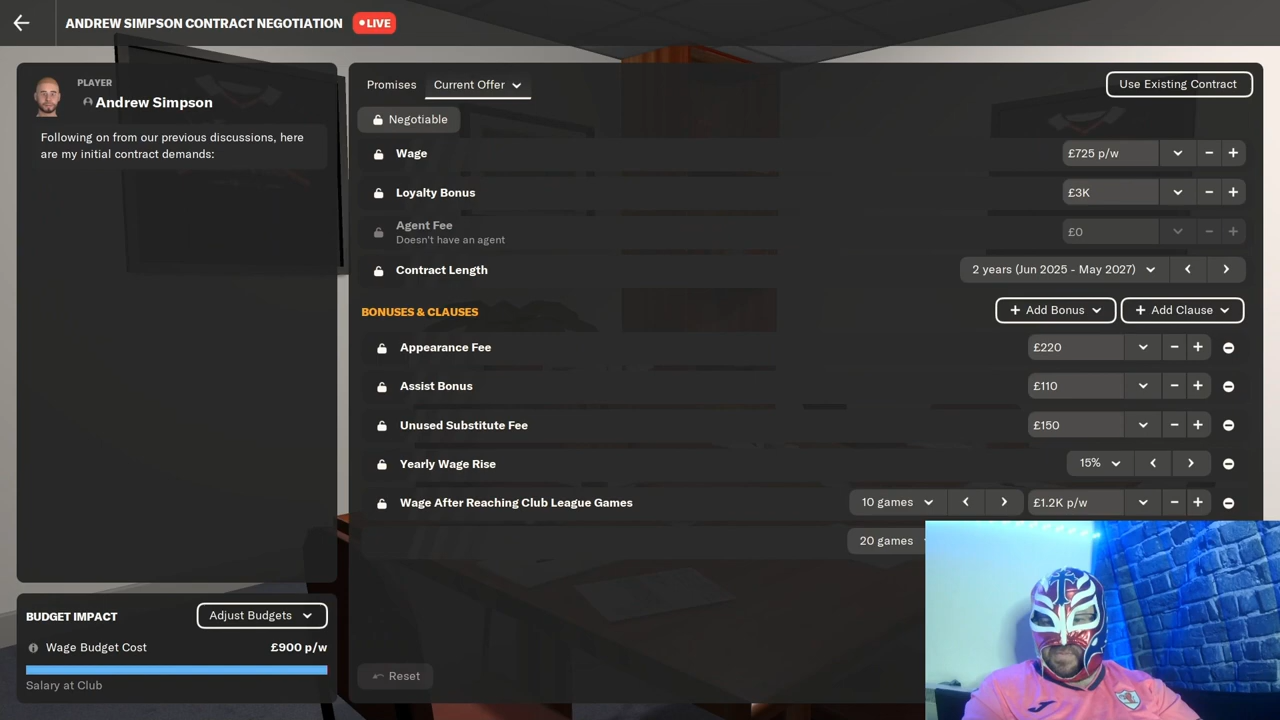 ANDREW SIMPSON CONTRACT NEGOTIATION
LIVE
PLAYER
Andrew Simpson
Following on from our previous discussions, here
are my initial contract demands:
Promises
Current Offer
Use Existing Contract
Negotiable
Wage
£725 p/w
Loyalty Bonus
£3K
Agent Fee
Doesn't have an agent
£0
Contract Length
2 years (Jun 2025 - May 2027)
BONUSES & CLAUSES
Add Bonus
Add Clause
Appearance Fee
£220
Assist Bonus
£110
Unused Substitute Fee
£150
Yearly Wage Rise
15%
Wage After Reaching Club League Games
10 games
£1.2K p/w
20 games
BUDGET IMPACT
Adjust Budgets
Wage Budget Cost
£900 p/w
Salary at Club
Reset